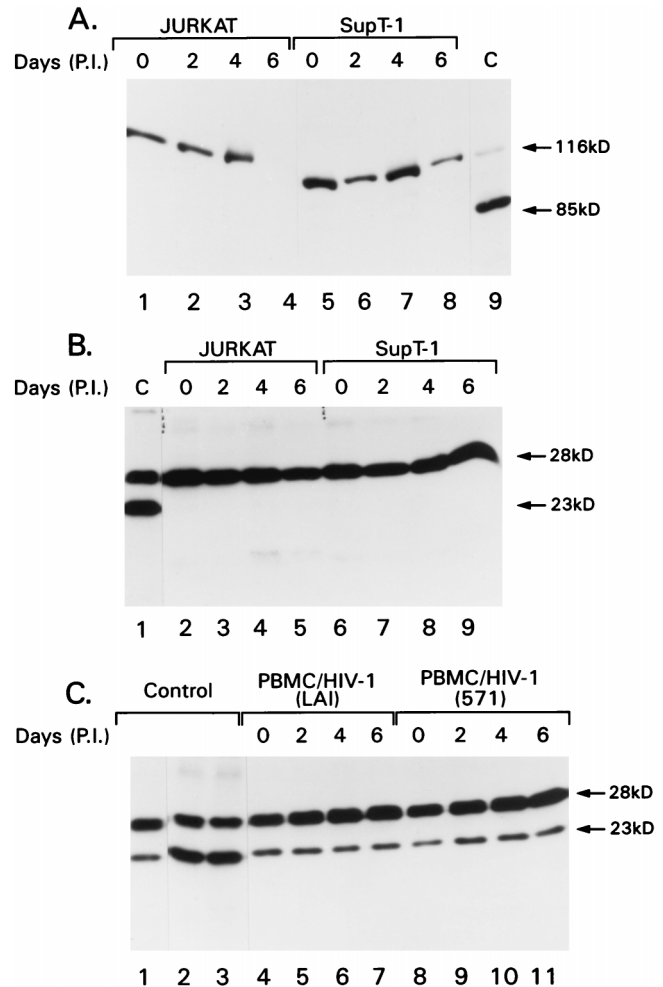 A.
JURKAT SupT-1
Days (P.I.) 0 2 4 6 0 2 4 6 C
116kD
85kD
1 2 3 4 5 6 7 8 9
B.
JURKAT SupT-1
Days (P.I.) C 0 2 4 6 0 2 4 6
28kD
23kD
1 2 3 4 5 6 7 8 9
C.
Control PBMC/HIV-1 (LAI) PBMC/HIV-1 (571)
Days (P.I.) 0 2 4 6 0 2 4 6
28kD
23kD
1 2 3 4 5 6 7 8 9 10 11